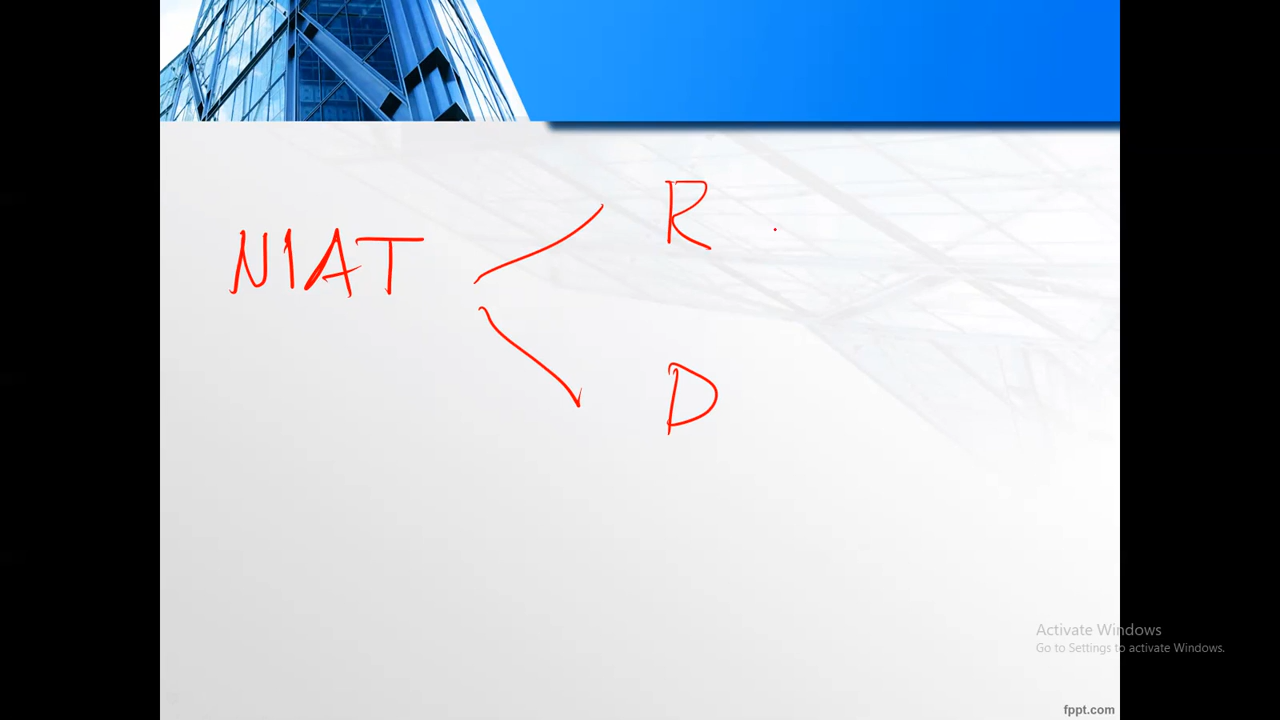 R
NIAT
D
Activate Windows
Go to Settings to activate Windows.
fppt.com